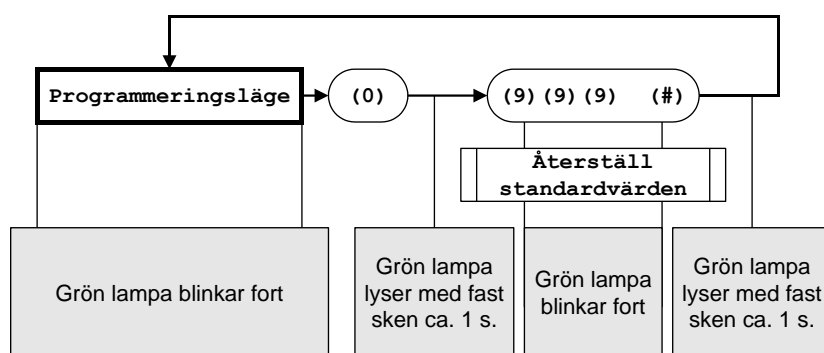 Programmeringsläge
(0)
(9)(9)(9) (#)
Återställ
standardvärden
Grön lampa blinkar fort
Grön lampa
lyser med fast
sken ca. 1 s.
Grön lampa
blinkar fort
Grön lampa
lyser med fast
sken ca. 1 s.